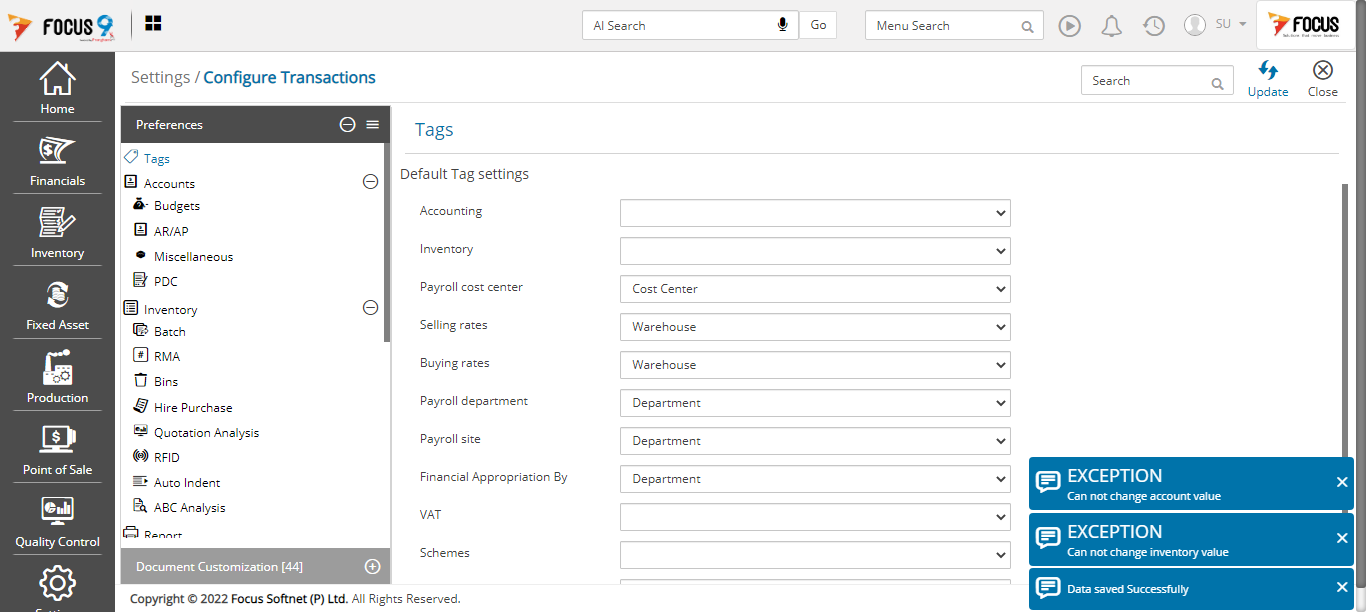 FOCUS 9
AI Search
Go
Menu Search
SU
FOCUS
Home
Financials
Inventory
Fixed Asset
Production
Point of Sale
Quality Control
Settings / Configure Transactions
Search
Update
Close
Preferences
Tags
Accounts
Budgets
AR/AP
Miscellaneous
PDC
Inventory
Batch
RMA
Bins
Hire Purchase
Quotation Analysis
RFID
Auto Indent
ABC Analysis
Report
Document Customization [44]
Tags
Default Tag settings
Accounting
Inventory
Payroll cost center Cost Center
Selling rates Warehouse
Buying rates Warehouse
Payroll department Department
Payroll site Department
Financial Appropriation By Department
VAT
Schemes
EXCEPTION
Can not change account value
EXCEPTION
Can not change inventory value
Data saved Successfully
Copyright © 2022 Focus Softnet (P) Ltd. All Rights Reserved.